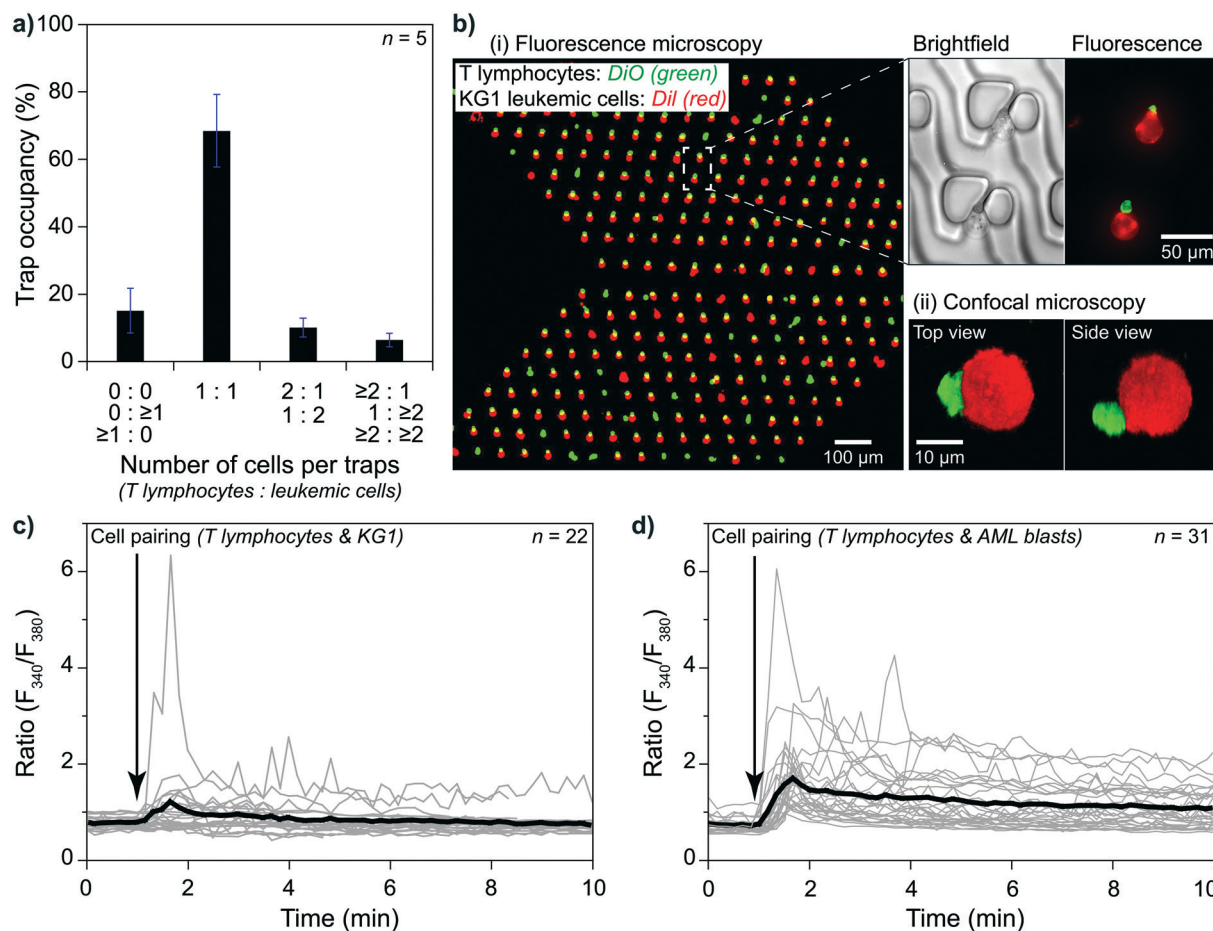 a)
100
80
60
40
20
0
Trap occupancy (%)
n = 5
0 : 0
0 : ≥1
≥1 : 0
1 : 1
2 : 1
1 : 2
≥2 : 1
1 : ≥2
≥2 : ≥2
Number of cells per traps
(T lymphocytes : leukemic cells)
b)
(i) Fluorescence microscopy
T lymphocytes: DiO (green)
KG1 leukemic cells: DiI (red)
100 µm
Brightfield
Fluorescence
50 µm
(ii) Confocal microscopy
Top view
Side view
10 µm
c)
Cell pairing (T lymphocytes & KG1)
n = 22
Ratio (F340/F380)
6
4
2
0
0 2 4 6 8 10
Time (min)
d)
Cell pairing (T lymphocytes & AML blasts)
n = 31
Ratio (F340/F380)
6
4
2
0
0 2 4 6 8 10
Time (min)